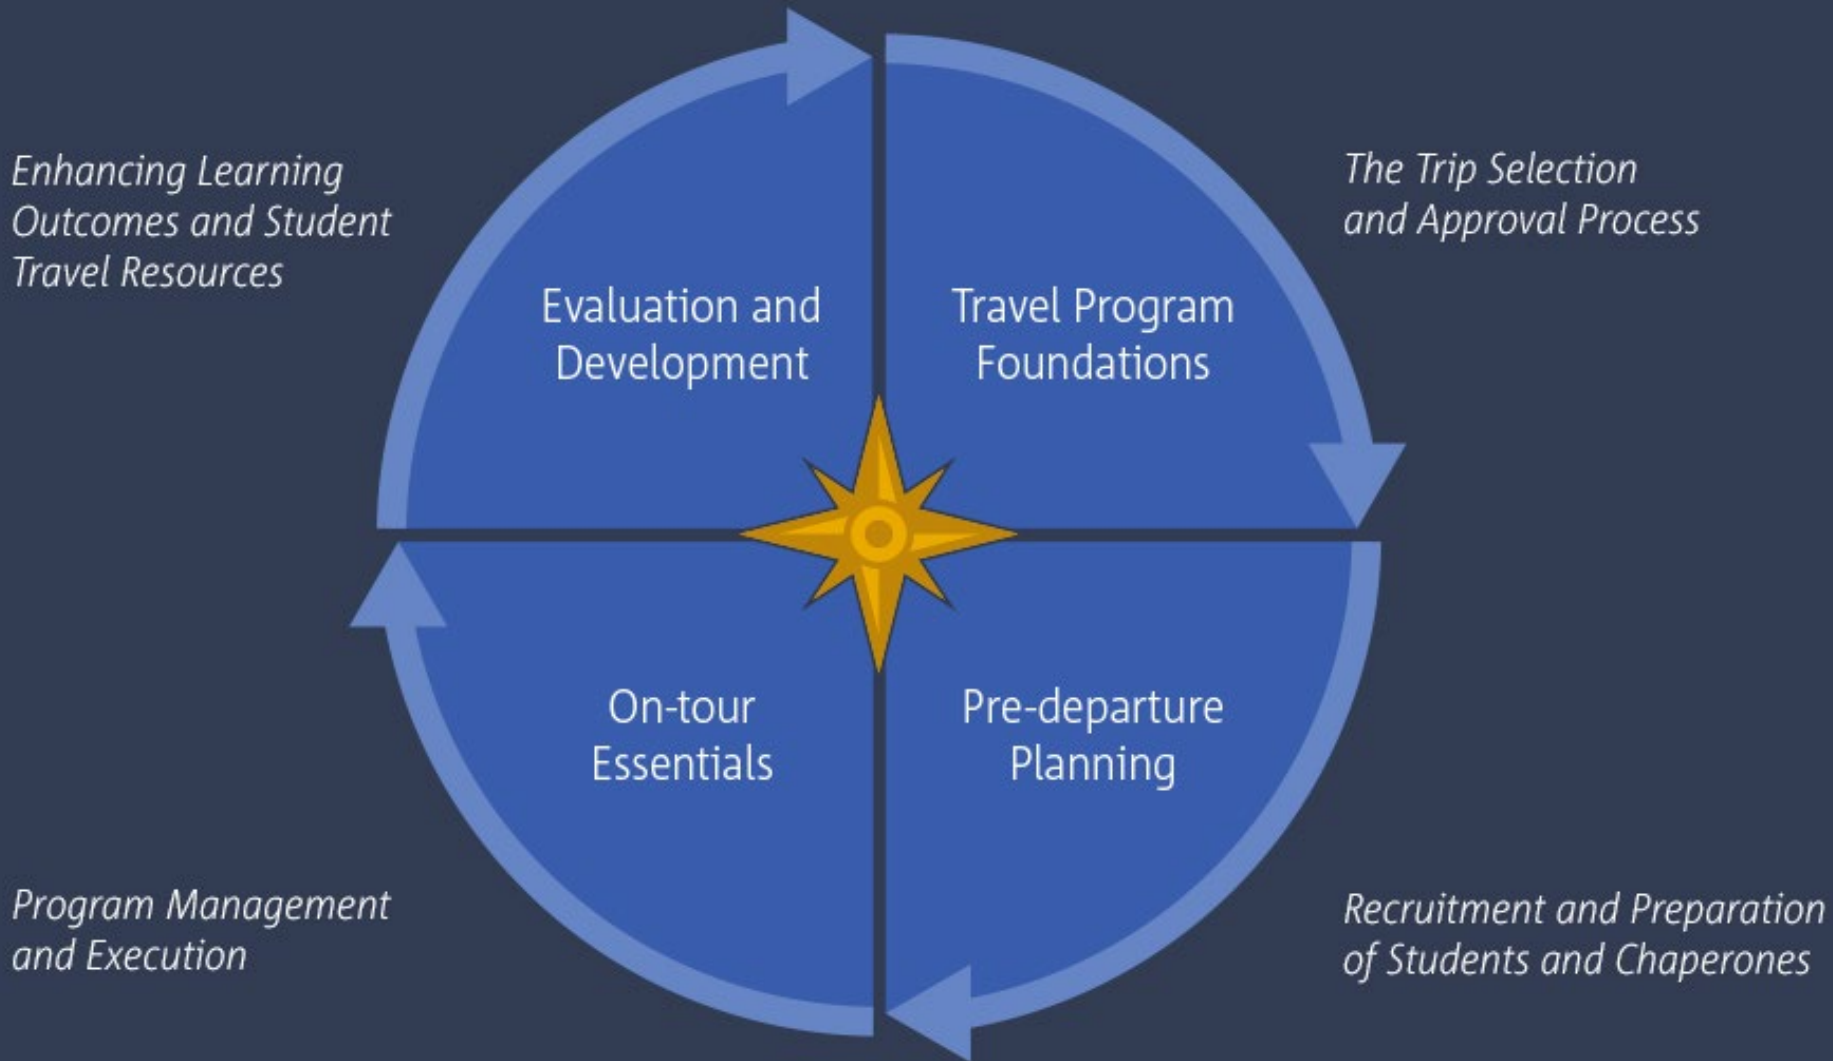 Enhancing Learning
Outcomes and Student
Travel Resources
The Trip Selection
and Approval Process
Evaluation and
Development
Travel Program
Foundations
On-tour
Essentials
Pre-departure
Planning
Program Management
and Execution
Recruitment and Preparation
of Students and Chaperones